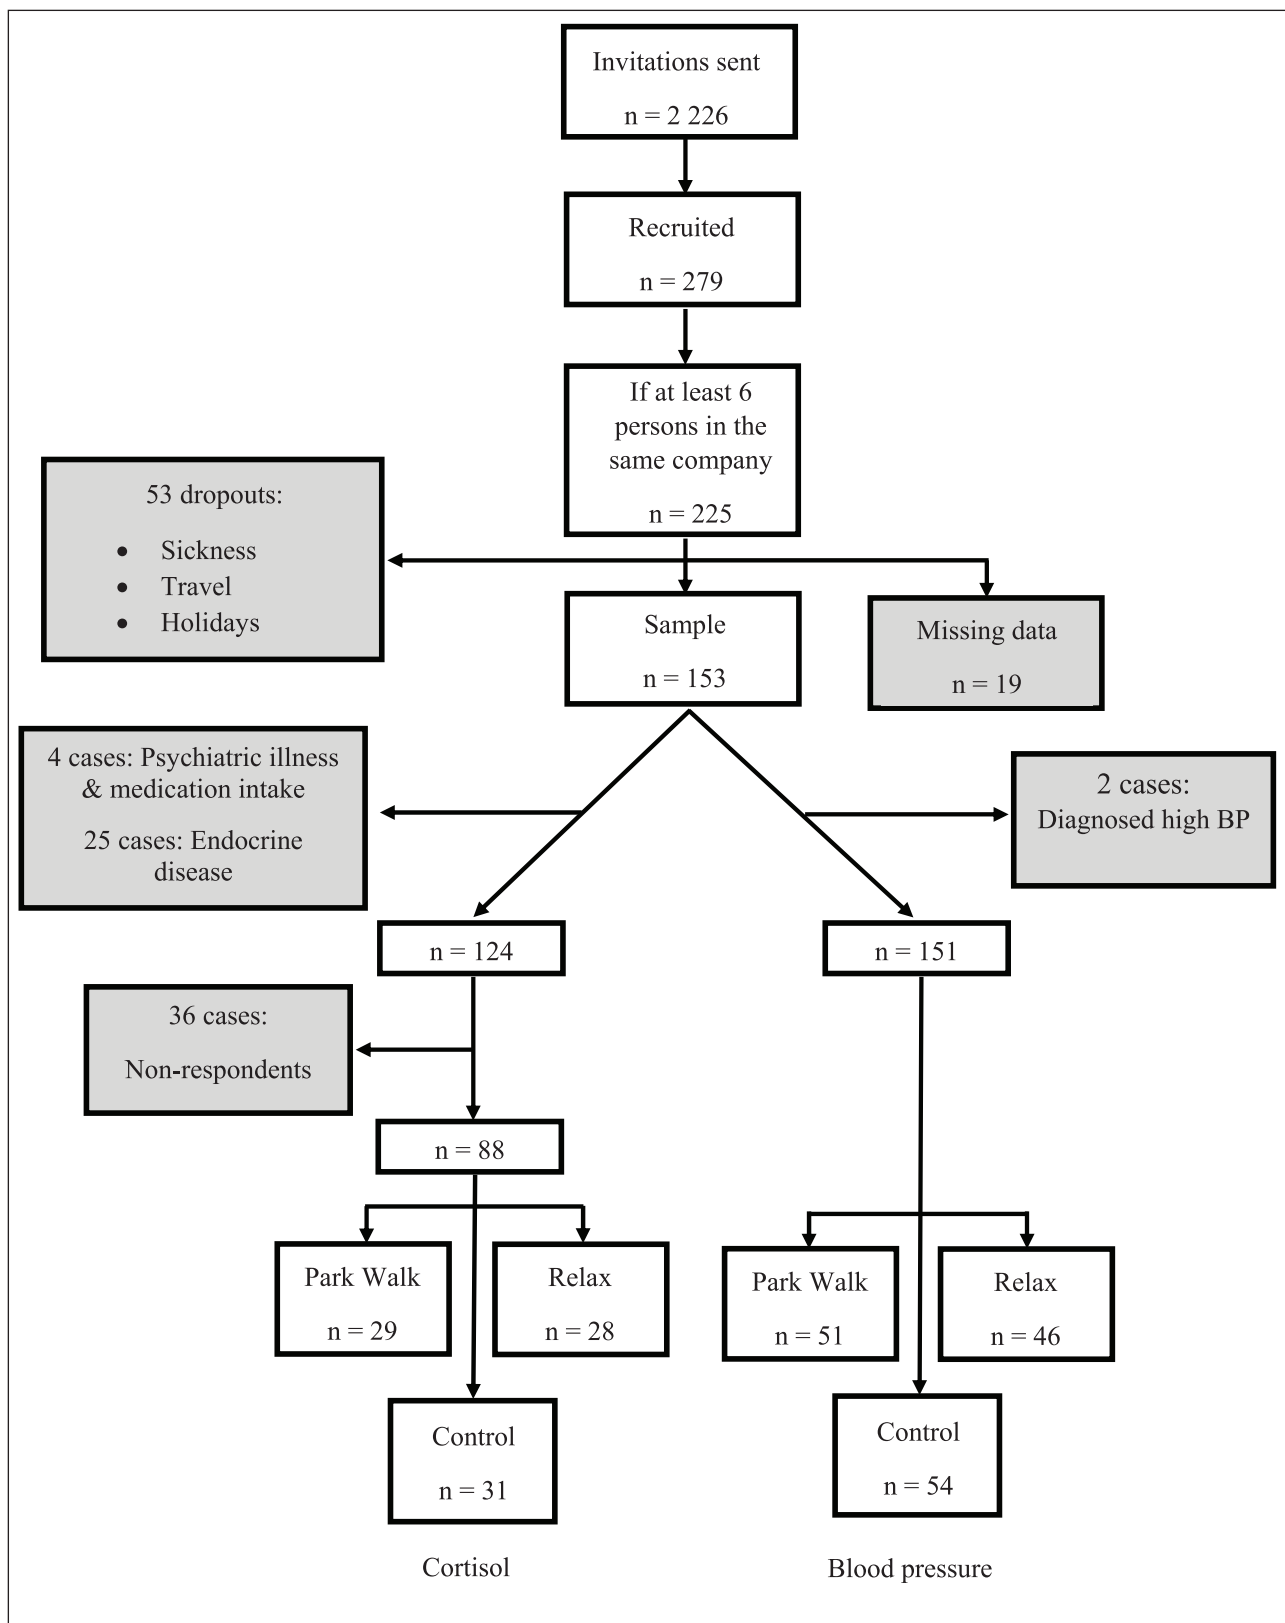 Invitations sent
n = 2 226
Recruited
n = 279
If at least 6
persons in the
same company
n = 225
53 dropouts:
• Sickness
• Travel
• Holidays
Sample
n = 153
Missing data
n = 19
4 cases: Psychiatric illness
& medication intake
25 cases: Endocrine
disease
2 cases:
Diagnosed high BP
n = 124
n = 151
36 cases:
Non-respondents
n = 88
Park Walk
n = 29
Relax
n = 28
Park Walk
n = 51
Relax
n = 46
Control
n = 31
Control
n = 54
Cortisol
Blood pressure